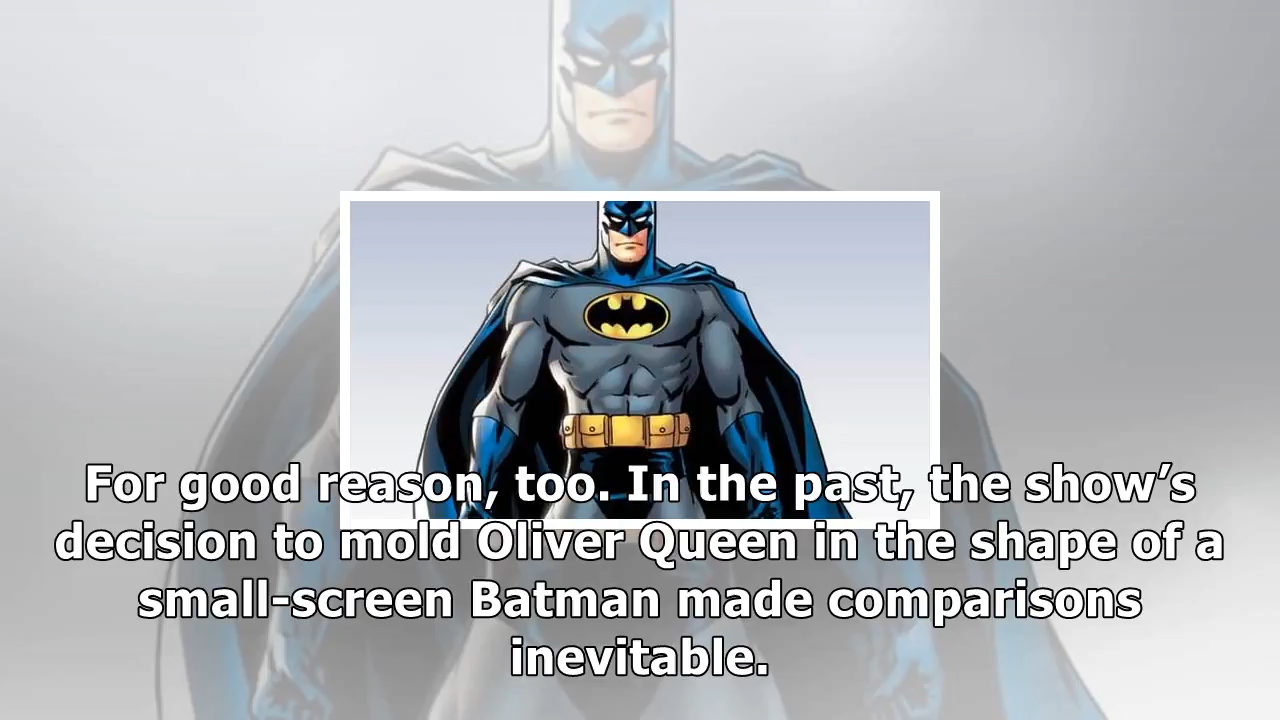 For good reason, too. In the past, the show’s
decision to mold Oliver Queen in the shape of a
small-screen Batman made comparisons
inevitable.